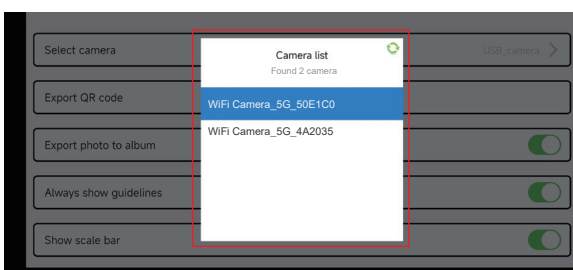 Select camera
USB_camera
Camera list
Found 2 camera
Export QR code
WiFi Camera_5G_50E1C0
WiFi Camera_5G_4A2035
Export photo to album
Always show guidelines
Show scale bar